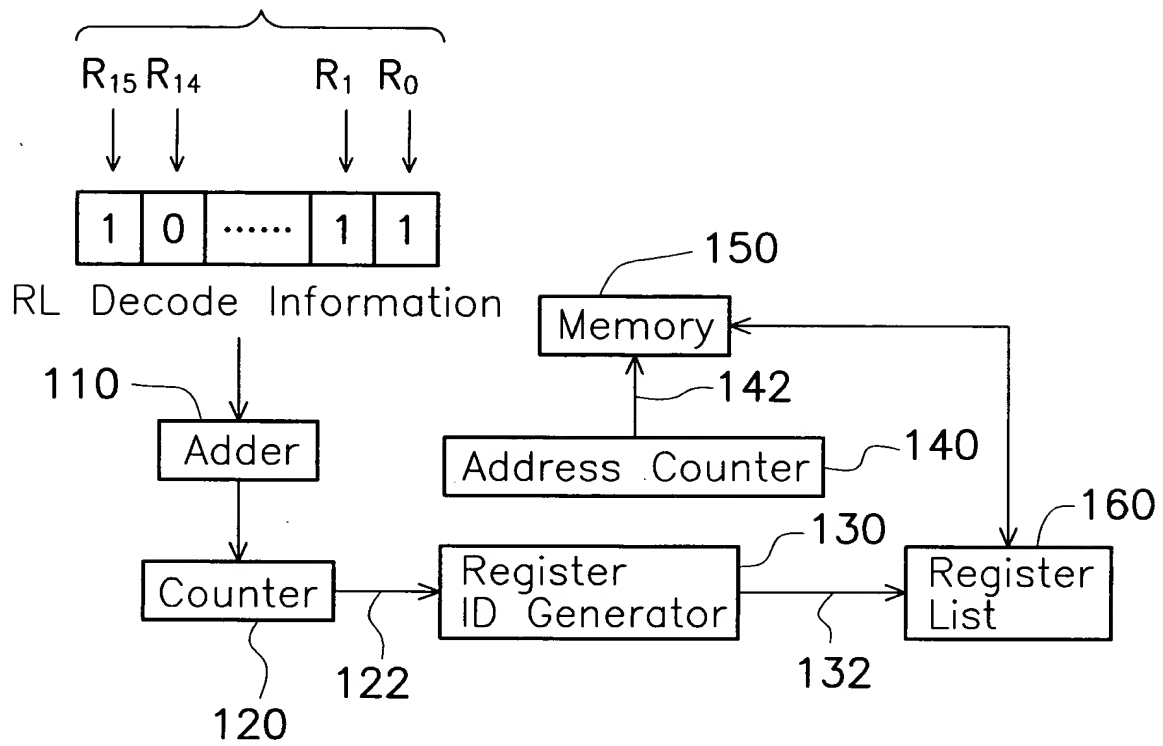 R15 R14 R1 R0
1 0 ...... 1 1
RL Decode Information
150
Memory
110
142
Adder
Address Counter
140
130
160
Counter
Register
ID Generator
Register
List
122
132
120